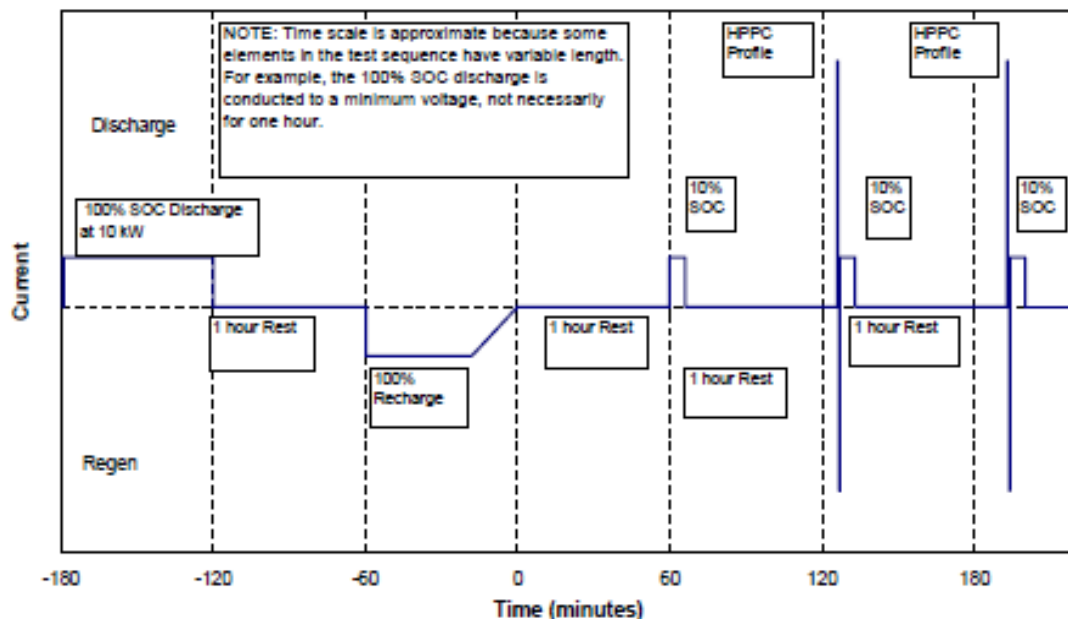 NOTE: Time scale is approximate because some
elements in the test sequence have variable length.
For example, the 100% SOC discharge is
conducted to a minimum voltage, not necessarily
for one hour.
HPPC
Profile
HPPC
Profile
Discharge
10%
SOC
10%
SOC
10%
SOC
100% SOC Discharge
at 10 kW
Current
1 hour Rest
1 hour Rest
1 hour Rest
100%
Recharge
1 hour Rest
Regen
-180
-120
-60
0
60
120
180
Time (minutes)